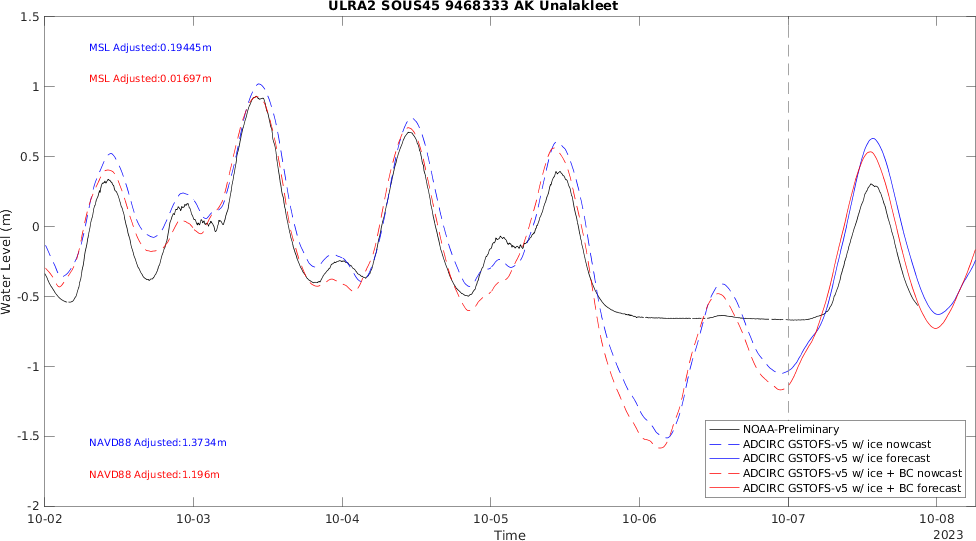 ULRA2 SOUS45 9468333 AK Unalakleet
1.5
1
0.5
0
-0.5
-1
-1.5
-2
Water Level (m)
MSL Adjusted:0.19445m
MSL Adjusted:0.01697m
NAVD88 Adjusted:1.3734m
NAVD88 Adjusted:1.196m
NOAA-Preliminary
ADCIRC GSTOFS-v5 w/ ice nowcast
ADCIRC GSTOFS-v5 w/ ice forecast
ADCIRC GSTOFS-v5 w/ ice + BC nowcast
ADCIRC GSTOFS-v5 w/ ice + BC forecast
10-02 10-03 10-04 10-05 10-06 10-07 10-08
Time
2023